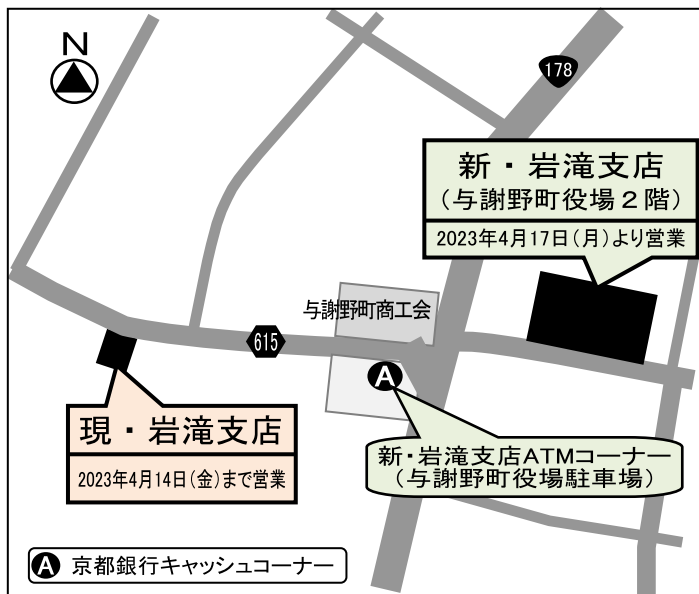 N
178
新・岩滝支店
（与謝野町役場２階）
2023年4月17日（月）より営業
与謝野町商工会
615
A
現・岩滝支店
2023年4月14日（金）まで営業
新・岩滝支店ATMコーナー
（与謝野町役場駐車場）
A 京都銀行キャッシュコーナー